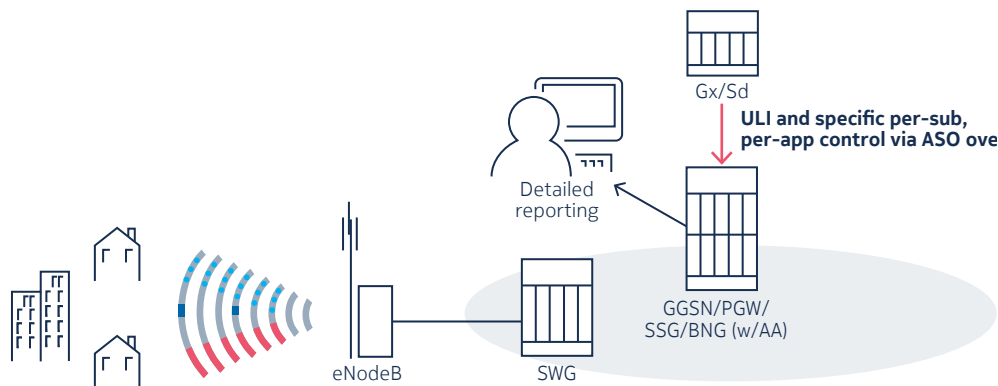 Gx/Sd
ULI and specific per-sub,
per-app control via ASO ove
Detailed
reporting
GGSN/PGW/
SSG/BNG (w/AA)
eNodeB
SWG